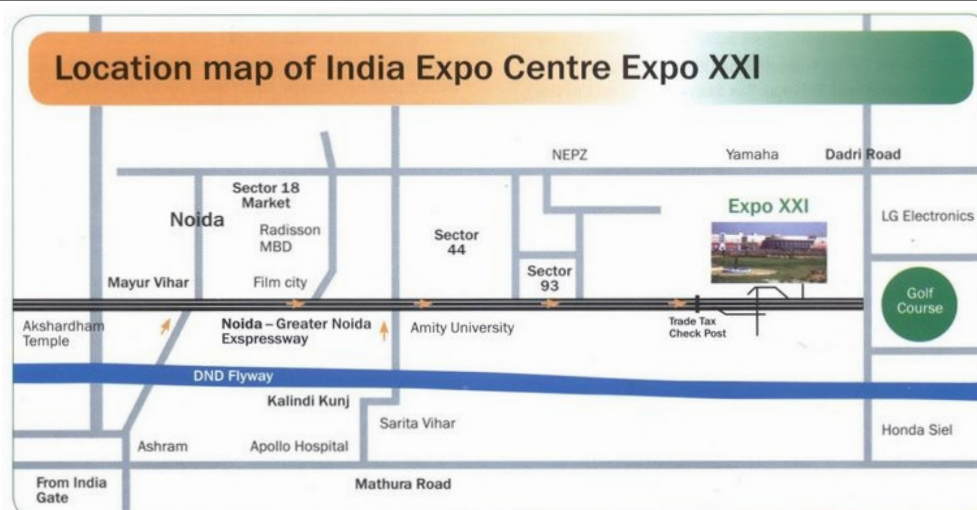 Location map of India Expo Centre Expo XXI
NEPZ
Yamaha
Dadri Road
Sector 18
Market
Noida
Radisson
MBD
Sector
44
Expo XXI
LG Electronics
Mayur Vihar
Film city
Sector
93
Golf
Course
Akshardham
Temple
Noida – Greater Noida
Exspressway
Amity University
Trade Tax
Check Post
DND Flyway
Kalindi Kunj
Sarita Vihar
Honda Siel
Ashram
Apollo Hospital
From India
Gate
Mathura Road